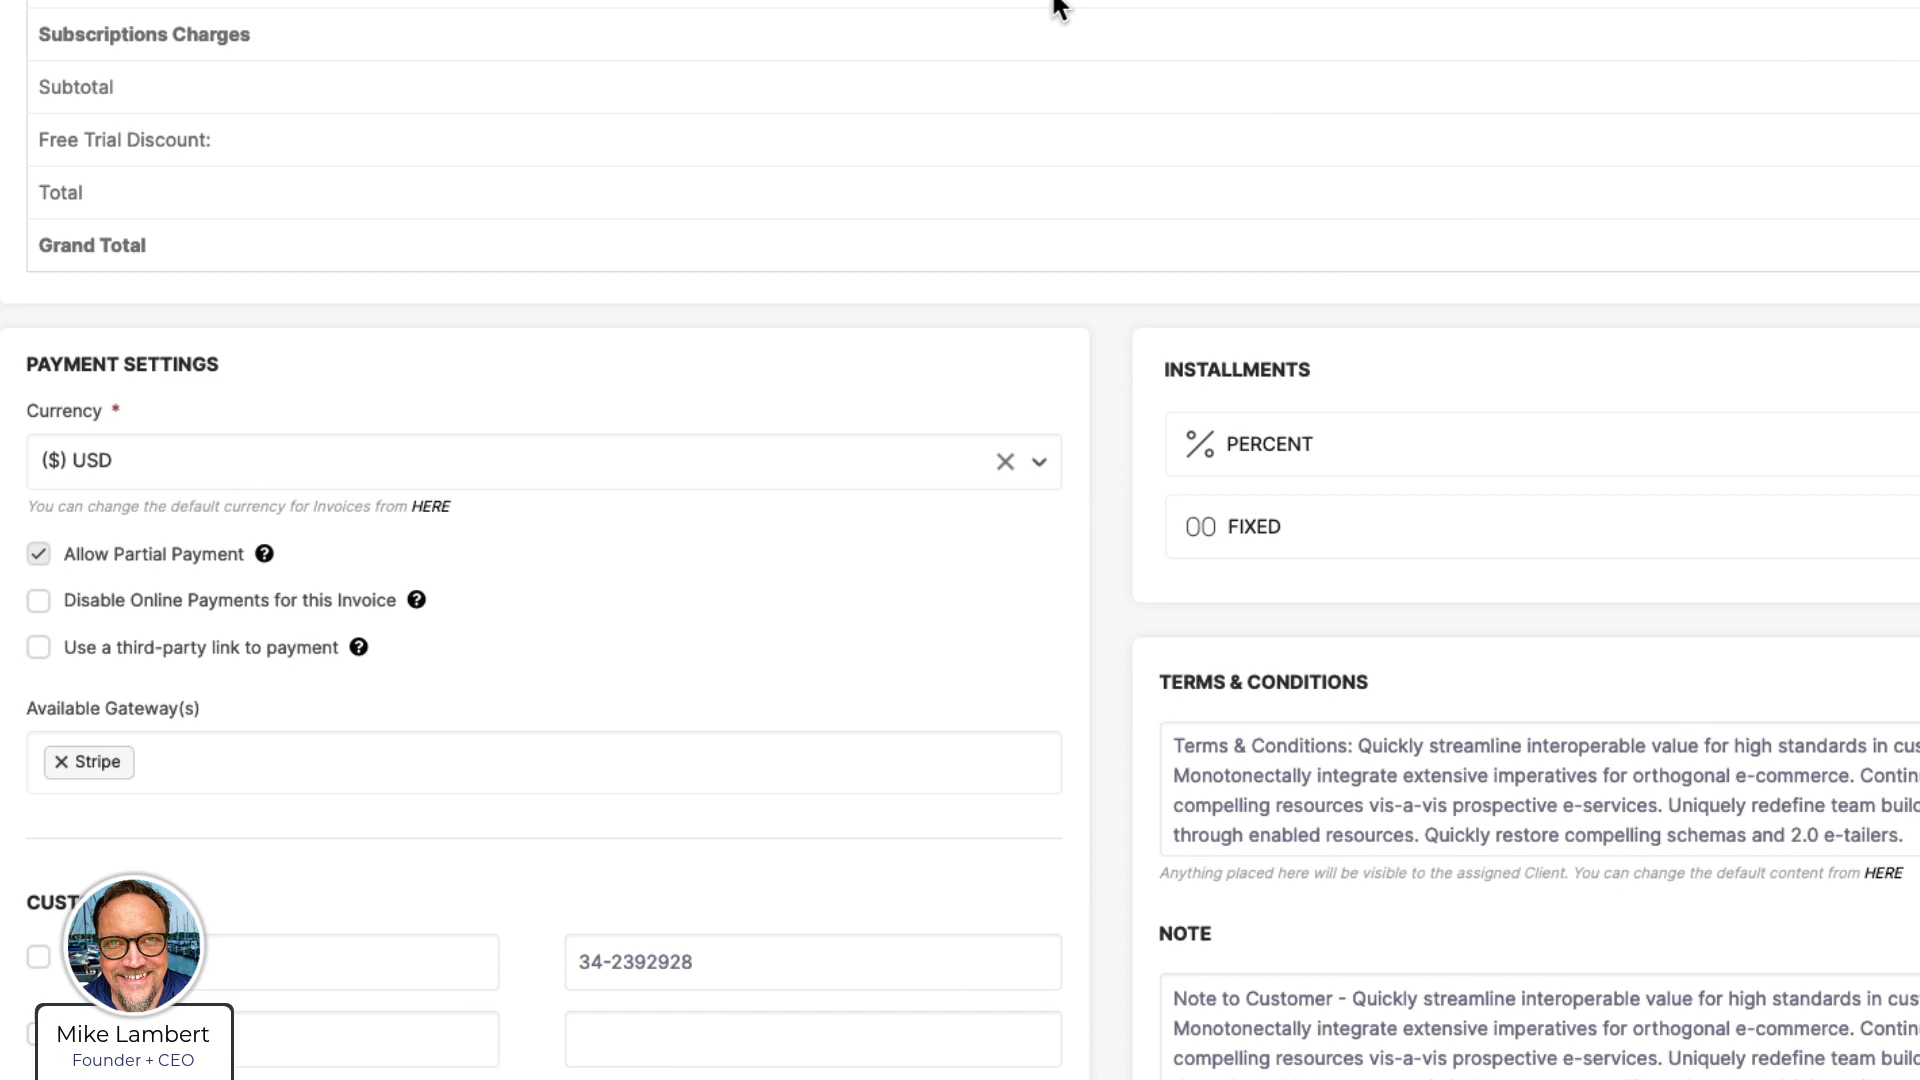 Subscriptions Charges
Subtotal
Free Trial Discount:
Total
Grand Total
PAYMENT SETTINGS
Currency *
($) USD
You can change the default currency for Invoices from HERE
Allow Partial Payment ?
Disable Online Payments for this Invoice ?
Use a third-party link to payment ?
Available Gateway(s)
Stripe
CUST
34-2392928
Mike Lambert
Founder + CEO
INSTALLMENTS
PERCENT
FIXED
TERMS & CONDITIONS
Terms & Conditions: Quickly streamline interoperable value for high standards in cus
Monotonectally integrate extensive imperatives for orthogonal e-commerce. Contin
compelling resources vis-a-vis prospective e-services. Uniquely redefine team build
through enabled resources. Quickly restore compelling schemas and 2.0 e-tailers.
Anything placed here will be visible to the assigned Client. You can change the default content from HERE
NOTE
Note to Customer - Quickly streamline interoperable value for high standards in cus
Monotonectally integrate extensive imperatives for orthogonal e-commerce. Contin
compelling resources vis-a-vis prospective e-services. Uniquely redefine team build